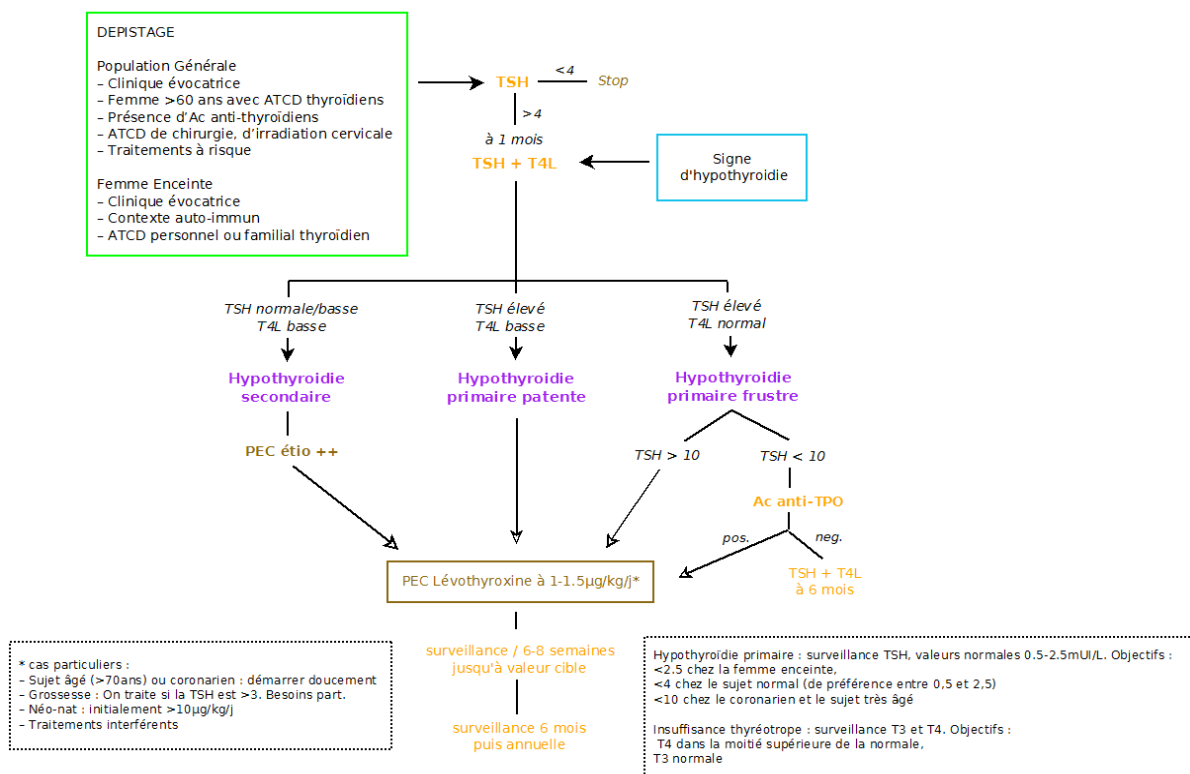 DEPISTAGE
Population Générale
– Clinique évocatrice
– Femme >60 ans avec ATCD thyroïdiens
– Présence d'Ac anti-thyroïdiens
– ATCD de chirurgie, d'irradiation cervicale
– Traitements à risque
Femme Enceinte
– Clinique évocatrice
– Contexte auto-immun
– ATCD personnel ou familial thyroïdien
TSH
<4
Stop
>4
à 1 mois
TSH + T4L
Signe
d'hypothyroidie
TSH normale/basse
T4L basse
TSH élevé
T4L basse
TSH élevé
T4L normal
Hypothyroidie
secondaire
Hypothyroidie
primaire patente
Hypothyroidie
primaire frustre
PEC étio ++
TSH > 10
TSH < 10
Ac anti-TPO
pos.
neg.
TSH + T4L
à 6 mois
PEC Lévothyroxine à 1-1.5µg/kg/j*
surveillance / 6-8 semaines
jusqu'à valeur cible
surveillance 6 mois
puis annuelle
* cas particuliers :
– Sujet âgé (>70ans) ou coronarien : démarrer doucement
– Grossesse : On traite si la TSH est >3. Besoins part.
– Néo-nat : initialement >10µg/kg/j
– Traitements interférents
Hypothyroïdie primaire : surveillance TSH, valeurs normales 0.5-2.5mUI/L. Objectifs :
<2.5 chez la femme enceinte,
<4 chez le sujet normal (de préférence entre 0,5 et 2,5)
<10 chez le coronarien et le sujet très âgé
Insuffisance thyréotrope : surveillance T3 et T4. Objectifs :
T4 dans la moitié supérieure de la normale,
T3 normale